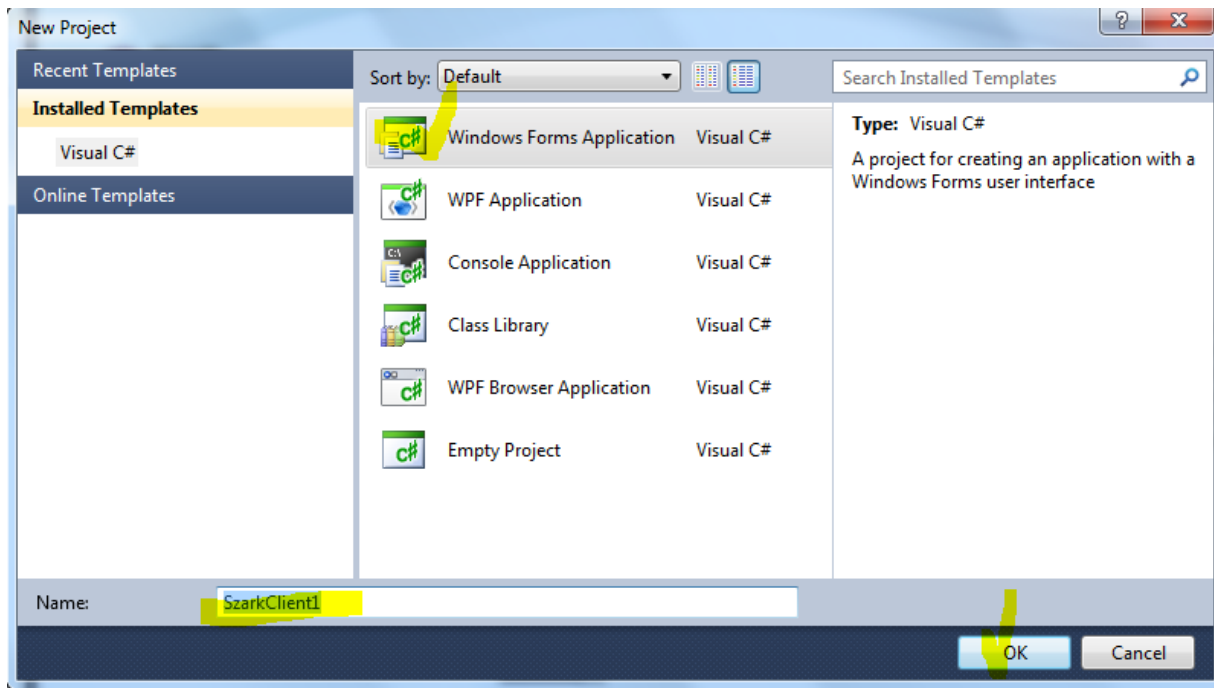 New Project
Recent Templates
Installed Templates
Visual C#
Online Templates
Sort by: Default
Windows Forms Application Visual C#
WPF Application Visual C#
Console Application Visual C#
Class Library Visual C#
WPF Browser Application Visual C#
Empty Project Visual C#
Search Installed Templates
Type: Visual C#
A project for creating an application with a
Windows Forms user interface
Name: SzarkClient1
OK Cancel